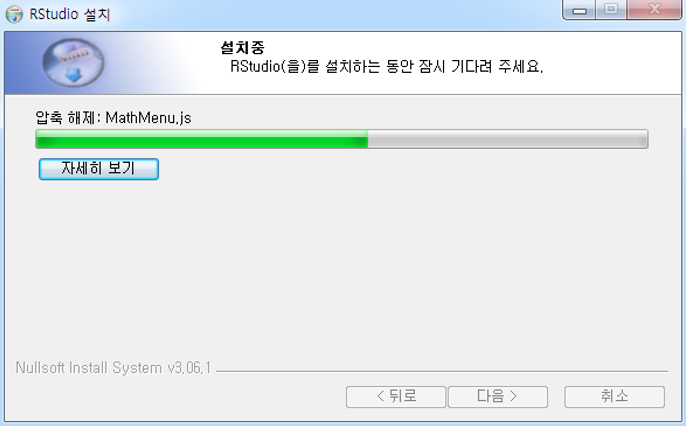 RStudio 설치
설치중
RStudio(을)를 설치하는 동안 잠시 기다려 주세요.
압축 해제: MathMenu.js
자세히 보기
Nullsoft Install System v3.06.1
< 뒤로
다음 >
취소